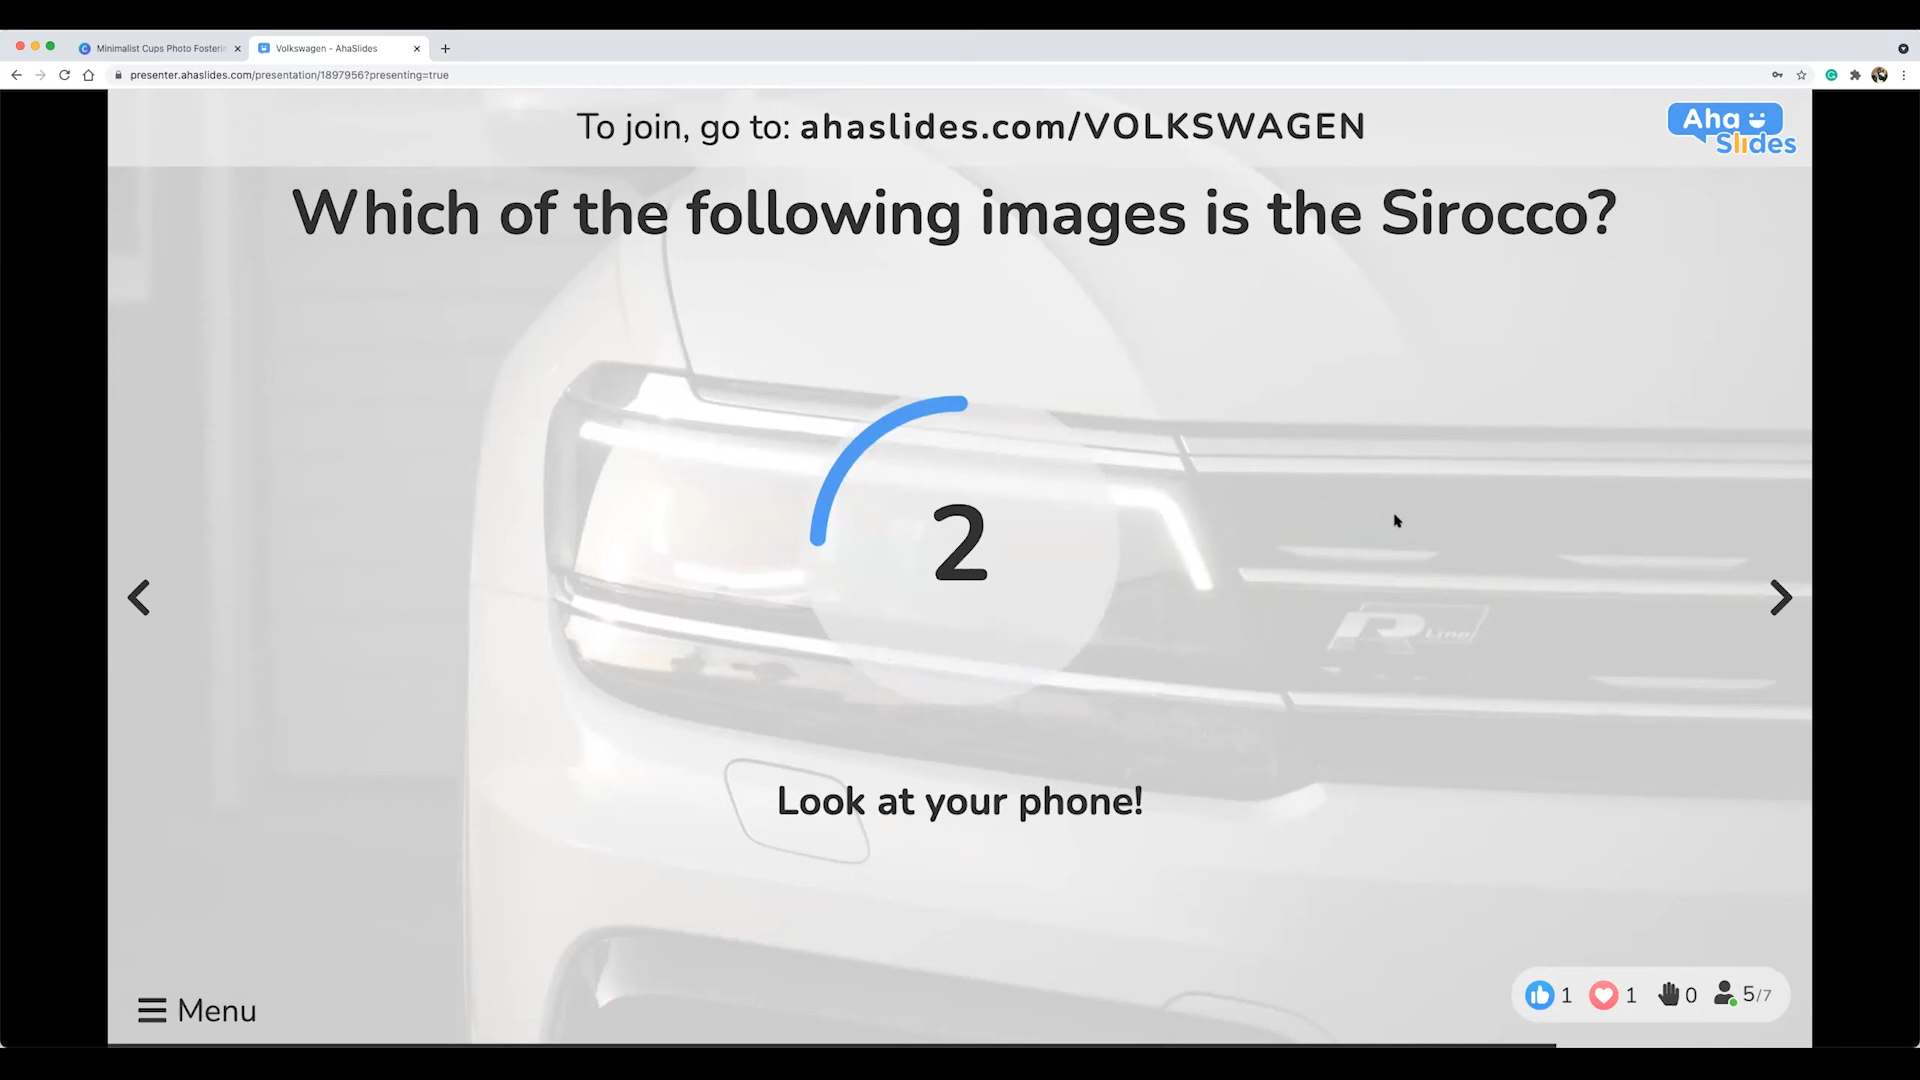 Minimalist Cups Photo Fosterin
Volkswagen - AhaSlides
presenter.ahaslides.com/presentation/1897956?presenting=true
To join, go to: ahaslides.com/VOLKSWAGEN
Aha
Slides
Which of the following images is the Sirocco?
2
R Line
Look at your phone!
Menu
1 1 0 5/7